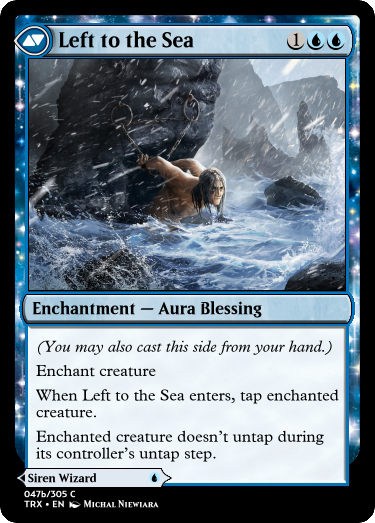 Left to the Sea 1
Enchantment — Aura Blessing
(You may also cast this side from your hand.)
Enchant creature
When Left to the Sea enters, tap enchanted
creature.
Enchanted creature doesn't untap during
its controller's untap step.
Siren Wizard
047b/305 C
TRX • EN Michal Niewiara